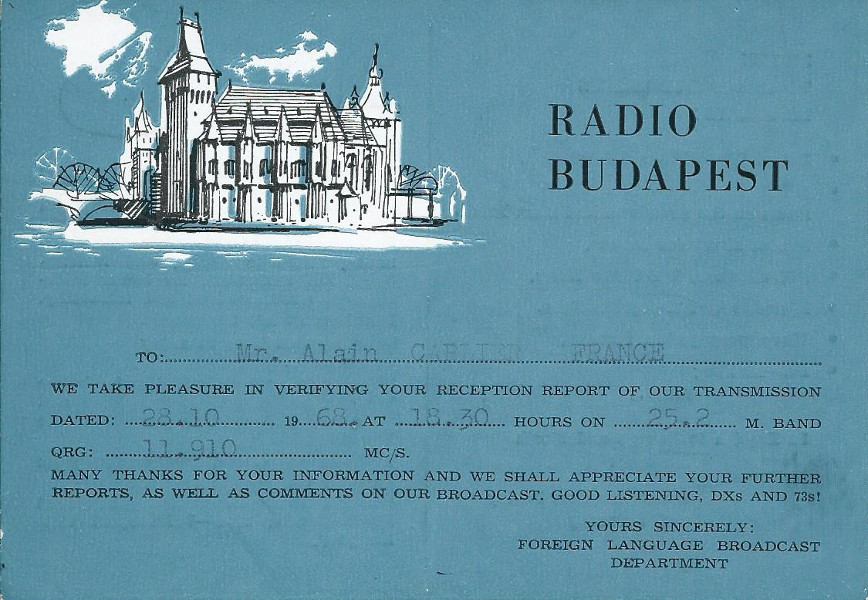 RADIO
BUDAPEST
TO: Mr. Alain FRANCE
WE TAKE PLEASURE IN VERIFYING YOUR RECEPTION REPORT OF OUR TRANSMISSION
DATED: 28.10 1968. AT 18.30 HOURS ON 25.2 M. BAND
QRG: 11.910 MC/S.
MANY THANKS FOR YOUR INFORMATION AND WE SHALL APPRECIATE YOUR FURTHER
REPORTS, AS WELL AS COMMENTS ON OUR BROADCAST. GOOD LISTENING, DXs AND 73s!
YOURS SINCERELY:
FOREIGN LANGUAGE BROADCAST
DEPARTMENT